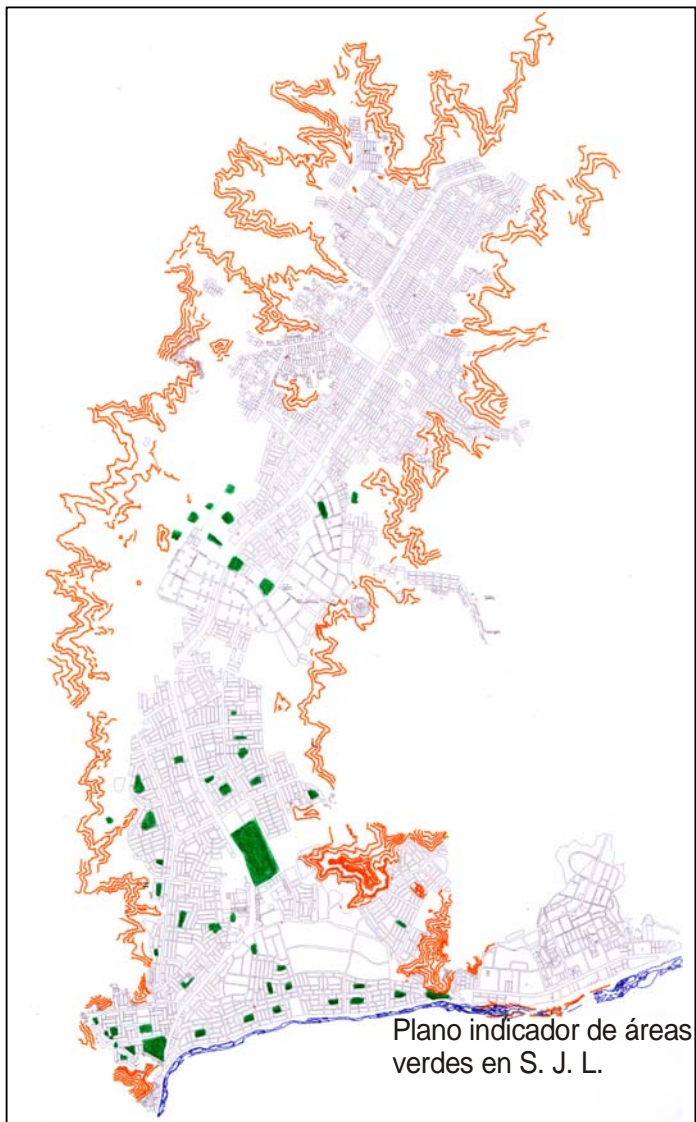 Plano indicador de áreas
verdes en S. J. L.